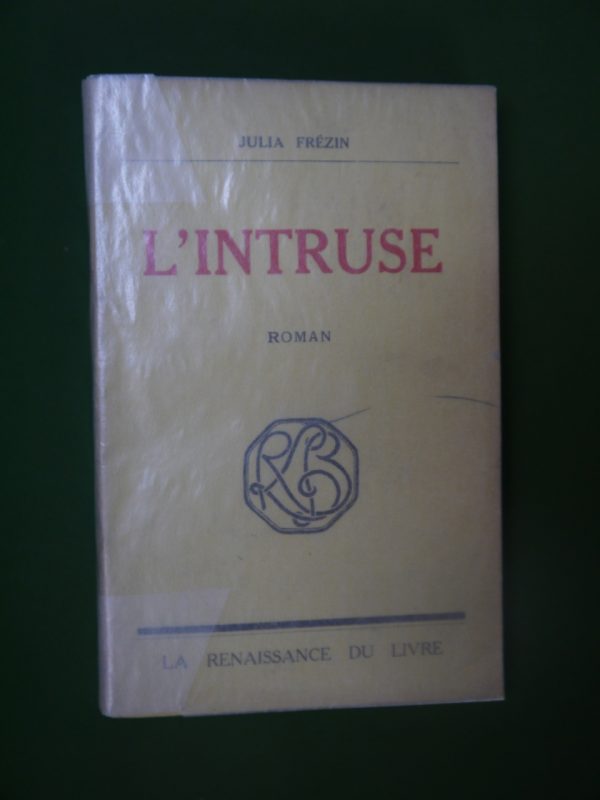 JULIA FRÉZIN
L'INTRUSE
ROMAN
RLB
LA RENAISSANCE DU LIVRE